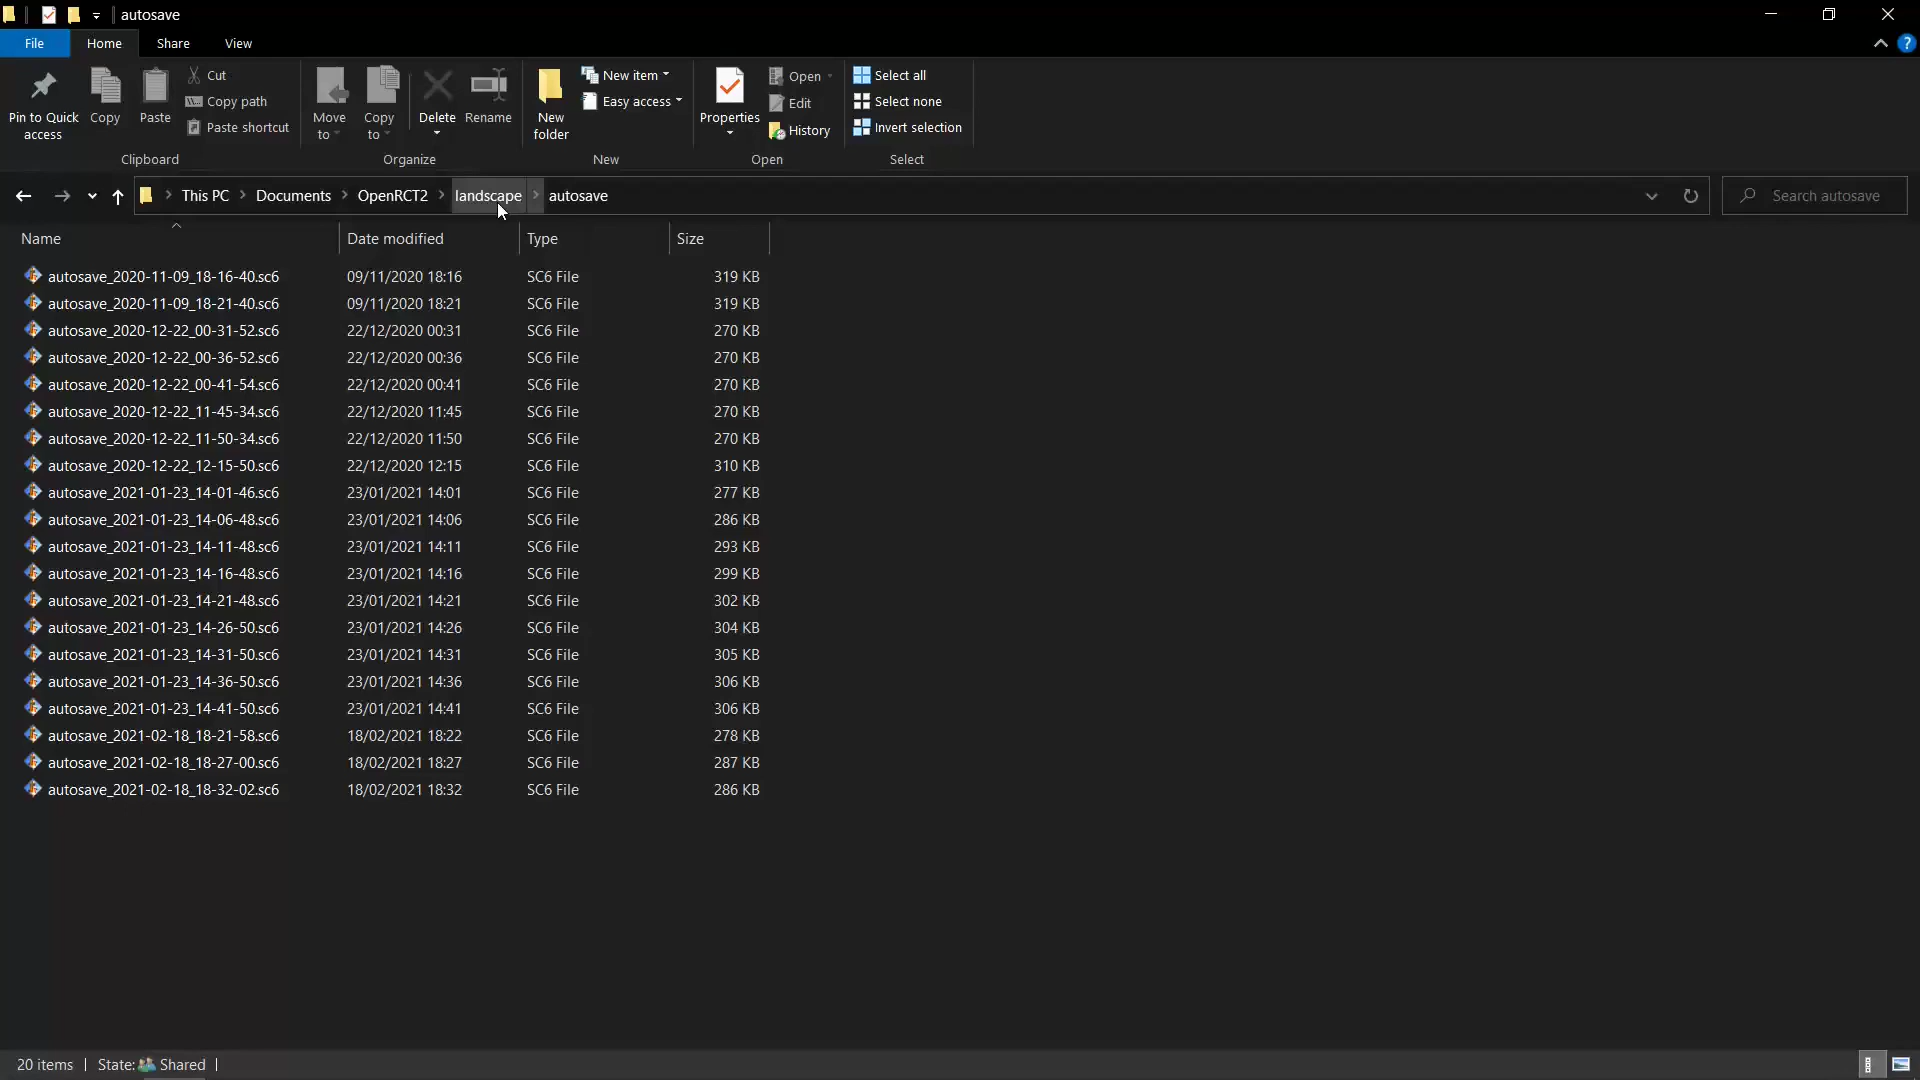 autosave
File Home Share View
Pin to Quick access
Copy
Paste
Cut
Copy path
Paste shortcut
Clipboard
Move to
Copy to
Delete
Rename
Organize
New folder
New item
Easy access
New
Properties
Open
Edit
History
Open
Select all
Select none
Invert selection
Select
This PC > Documents > OpenRCT2 > landscape > autosave
Search autosave
Name Date modified Type Size
autosave_2020-11-09_18-16-40.sc6 09/11/2020 18:16 SC6 File 319 KB
autosave_2020-11-09_18-21-40.sc6 09/11/2020 18:21 SC6 File 319 KB
autosave_2020-12-22_00-31-52.sc6 22/12/2020 00:31 SC6 File 270 KB
autosave_2020-12-22_00-36-52.sc6 22/12/2020 00:36 SC6 File 270 KB
autosave_2020-12-22_00-41-54.sc6 22/12/2020 00:41 SC6 File 270 KB
autosave_2020-12-22_11-45-34.sc6 22/12/2020 11:45 SC6 File 270 KB
autosave_2020-12-22_11-50-34.sc6 22/12/2020 11:50 SC6 File 270 KB
autosave_2020-12-22_12-15-50.sc6 22/12/2020 12:15 SC6 File 310 KB
autosave_2021-01-23_14-01-46.sc6 23/01/2021 14:01 SC6 File 277 KB
autosave_2021-01-23_14-06-48.sc6 23/01/2021 14:06 SC6 File 286 KB
autosave_2021-01-23_14-11-48.sc6 23/01/2021 14:11 SC6 File 293 KB
autosave_2021-01-23_14-16-48.sc6 23/01/2021 14:16 SC6 File 299 KB
autosave_2021-01-23_14-21-48.sc6 23/01/2021 14:21 SC6 File 302 KB
autosave_2021-01-23_14-26-50.sc6 23/01/2021 14:26 SC6 File 304 KB
autosave_2021-01-23_14-31-50.sc6 23/01/2021 14:31 SC6 File 305 KB
autosave_2021-01-23_14-36-50.sc6 23/01/2021 14:36 SC6 File 306 KB
autosave_2021-01-23_14-41-50.sc6 23/01/2021 14:41 SC6 File 306 KB
autosave_2021-02-18_18-21-58.sc6 18/02/2021 18:22 SC6 File 278 KB
autosave_2021-02-18_18-27-00.sc6 18/02/2021 18:27 SC6 File 287 KB
autosave_2021-02-18_18-32-02.sc6 18/02/2021 18:32 SC6 File 286 KB
20 items State: Shared